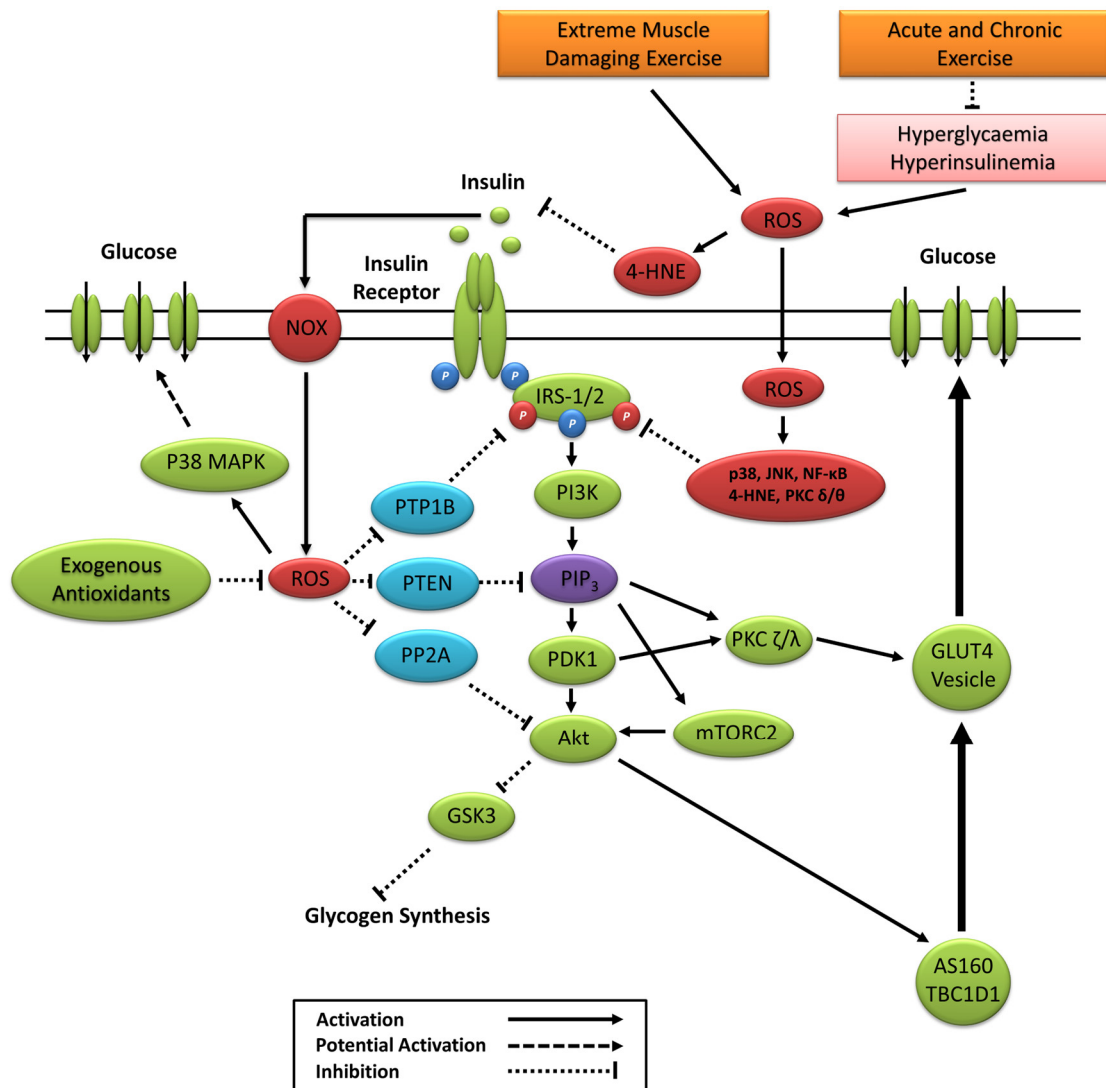 Extreme Muscle
Damaging Exercise
Acute and Chronic
Exercise
Hyperglycaemia
Hyperinsulinemia
Insulin
ROS
4-HNE
Glucose
Insulin
Receptor
Glucose
NOX
P
P
IRS-1/2
P
P
P
ROS
p38, JNK, NF-κB
4-HNE, PKC δ/θ
P38 MAPK
PTP1B
PI3K
Exogenous
Antioxidants
ROS
PTEN
PIP3
PP2A
PDK1
PKC ζ/λ
GLUT4
Vesicle
Akt
mTORC2
GSK3
Glycogen Synthesis
AS160
TBC1D1
Activation
Potential Activation
Inhibition